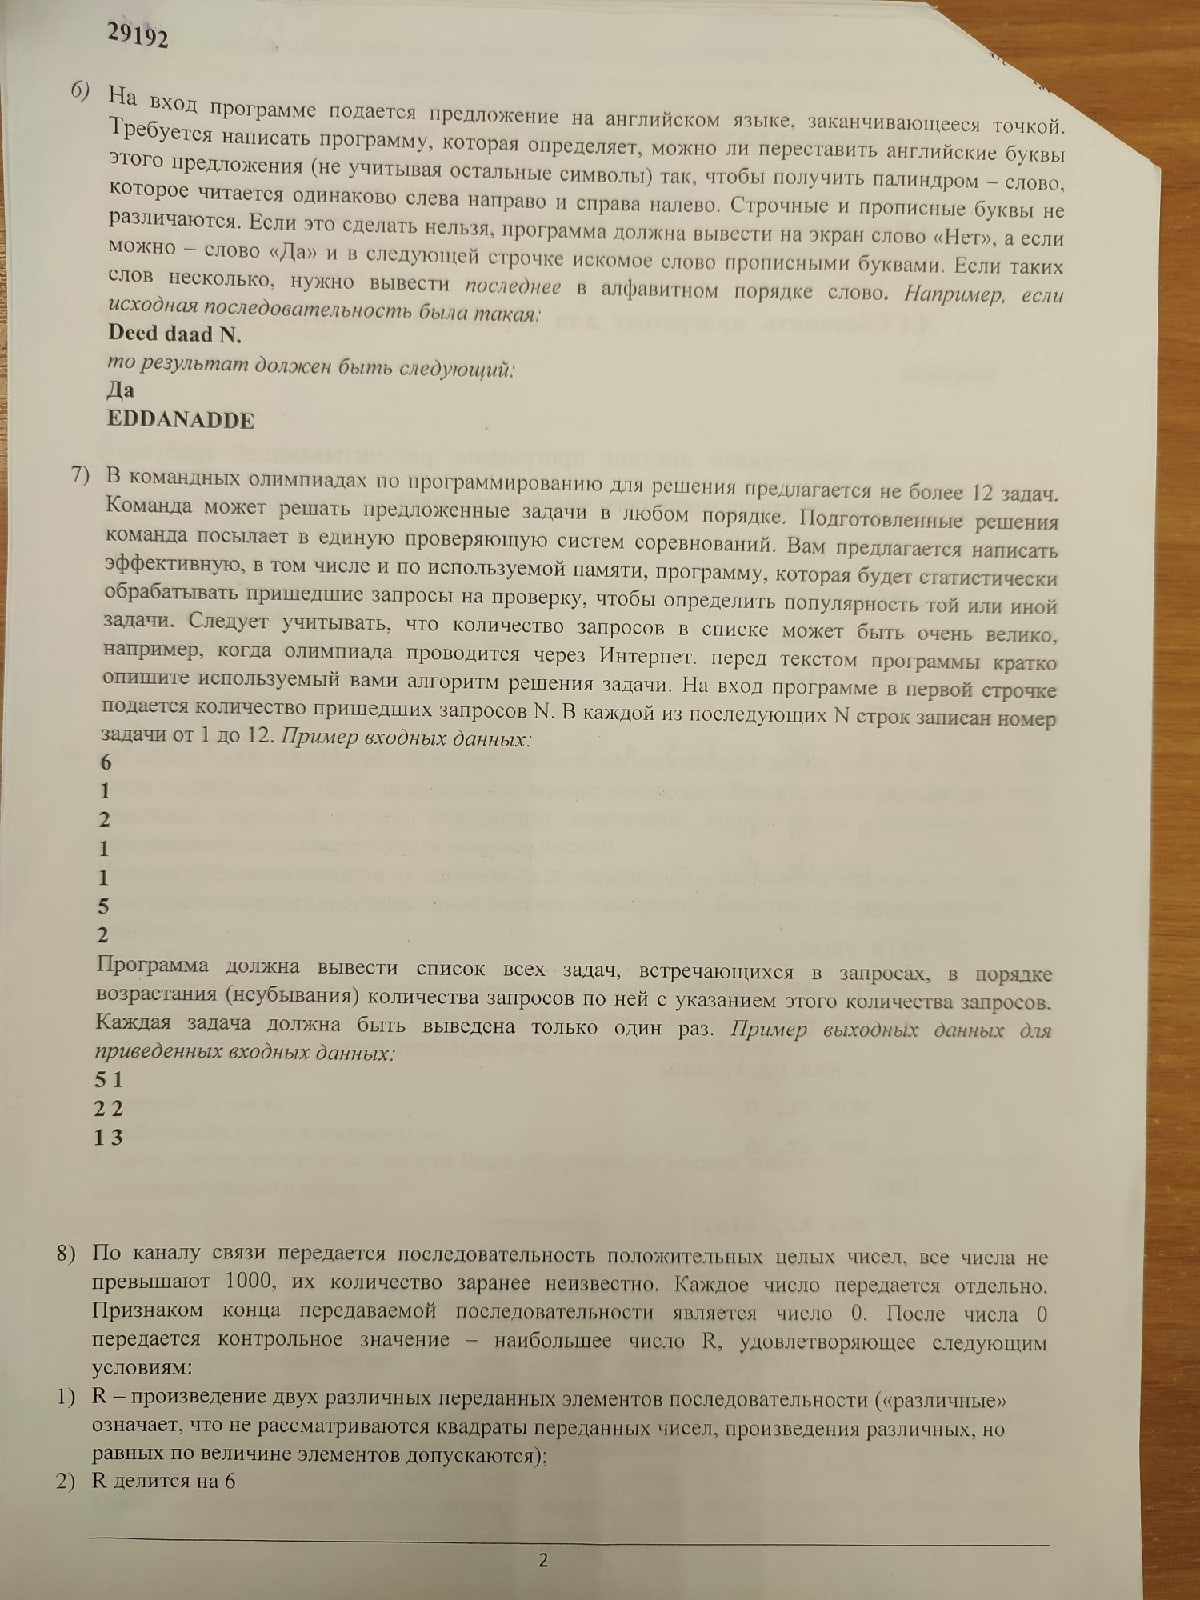 29192
6) На вход программе подается предложение на английском языке, заканчивающееся точкой.
Требуется написать программу, которая определяет, можно ли переставить английские буквы
этого предложения (не учитывая остальные символы) так, чтобы получить палиндром – слово,
которое читается одинаково слева направо и справа налево. Строчные и прописные буквы не
различаются. Если это сделать нельзя, программа должна вывести на экран слово «Нет», а если
можно – слово «Да» и в следующей строчке искомое слово прописными буквами. Если таких
слов несколько, нужно вывести последнее в алфавитном порядке слово. Например, если
исходная последовательность была такая:
Deed daad N.
то результат должен быть следующий:
Да
EDDANADDE
7) В командных олимпиадах по программированию для решения предлагается не более 12 задач.
Команда может решать предложенные задачи в любом порядке. Подготовленные решения
команда посылает в единую проверяющую систем соревнований. Вам предлагается написать
эффективную, в том числе и по используемой памяти, программу, которая будет статистически
обрабатывать пришедшие запросы на проверку, чтобы определить популярность той или иной
задачи. Следует учитывать, что количество запросов в списке может быть очень велико,
например, когда олимпиада проводится через Интернет. перед текстом программы кратко
опишите используемый вами алгоритм решения задачи. На вход программе в первой строчке
подается количество пришедших запросов N. В каждой из последующих N строк записан номер
задачи от 1 до 12. Пример входных данных:
6
1
2
1
1
5
2
Программа должна вывести список всех задач, встречающихся в запросах, в порядке
возрастания (неубывания) количества запросов по ней с указанием этого количества запросов.
Каждая задача должна быть выведена только один раз. Пример выходных данных для
приведенных входных данных:
5 1
2 2
1 3
8) По каналу связи передается последовательность положительных целых чисел, все числа не
превышают 1000, их количество заранее неизвестно. Каждое число передается отдельно.
Признаком конца передаваемой последовательности является число 0. После числа 0
передается контрольное значение – наибольшее число R, удовлетворяющее следующим
условиям:
1) R – произведение двух различных переданных элементов последовательности («различные»
означает, что не рассматриваются квадраты переданных чисел, произведения различных, но
равных по величине элементов допускаются);
2) R делится на 6
2